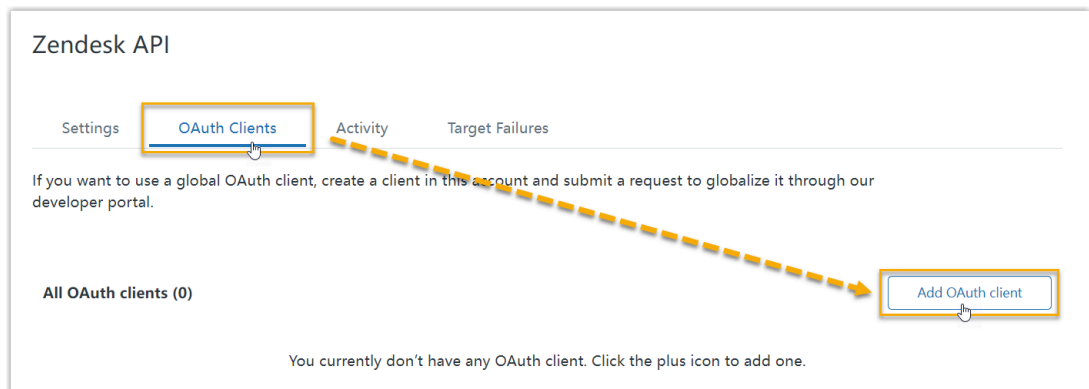 Zendesk API
Settings OAuth Clients Activity Target Failures
If you want to use a global OAuth client, create a client in this account and submit a request to globalize it through our
developer portal.
All OAuth clients (0) Add OAuth client
You currently don't have any OAuth client. Click the plus icon to add one.